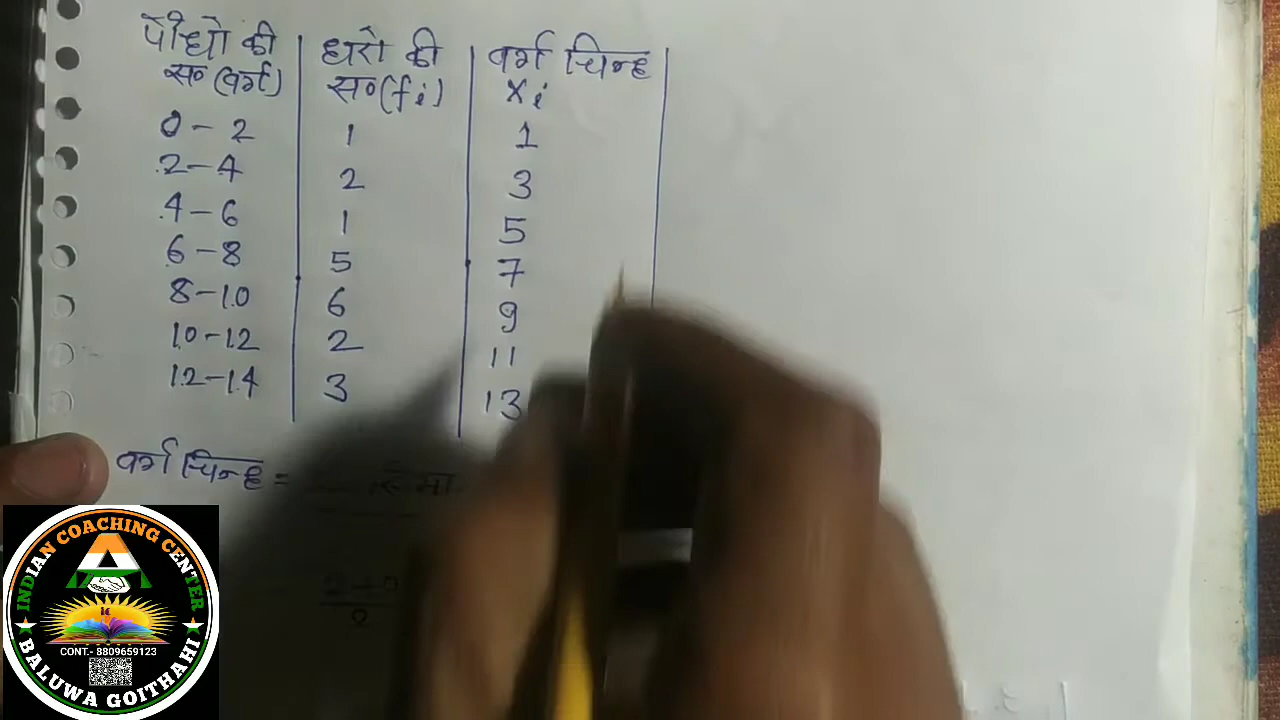 पौधो की | घरो की | वर्ग चिन्ह
स० (वर्ग) | स० (fi) | xi
0-2 | 1 | 1
2-4 | 2 | 3
4-6 | 1 | 5
6-8 | 5 | 7
8-10 | 6 | 9
10-12 | 2 | 11
12-14 | 3 | 13
वर्ग चिन्ह =
INDIAN COACHING CENTER
CONT.- 8809659123
BALUWA GOITHAHI